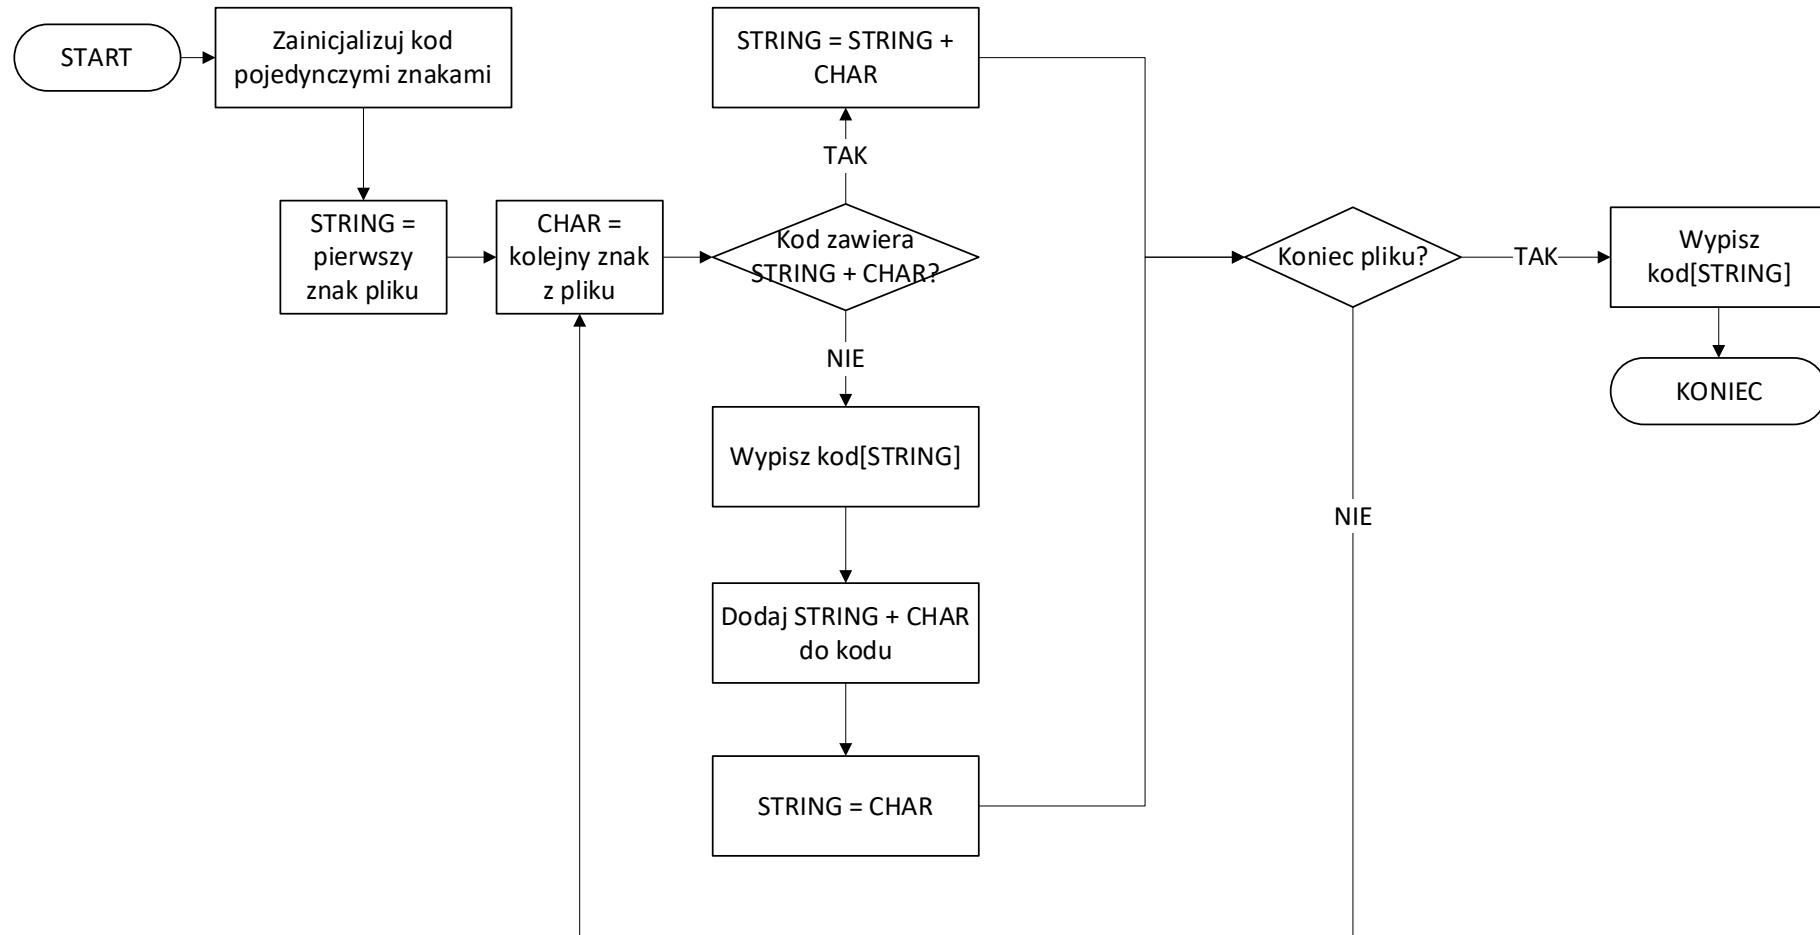 START
Zainicjalizuj kod
pojedynczymi znakami
STRING =
pierwszy
znak pliku
CHAR =
kolejny znak
z pliku
Kod zawiera
STRING + CHAR?
TAK
STRING = STRING +
CHAR
NIE
Wypisz kod[STRING]
Dodaj STRING + CHAR
do kodu
STRING = CHAR
Koniec pliku?
TAK
NIE
Wypisz
kod[STRING]
KONIEC